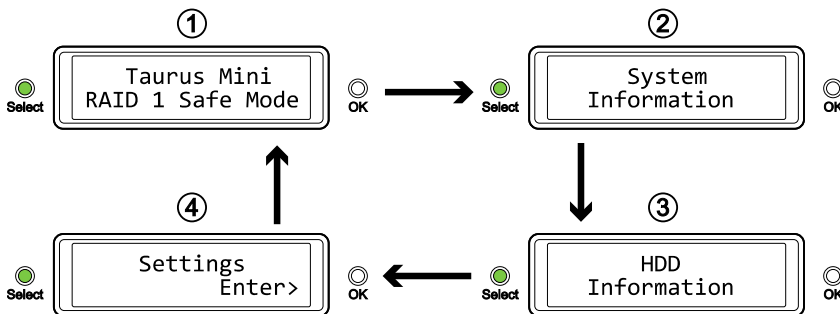 ①
Taurus Mini
RAID 1 Safe Mode
Select
OK
②
System
Information
Select
OK
③
HDD
Information
Select
OK
④
Settings
Enter>
Select
OK